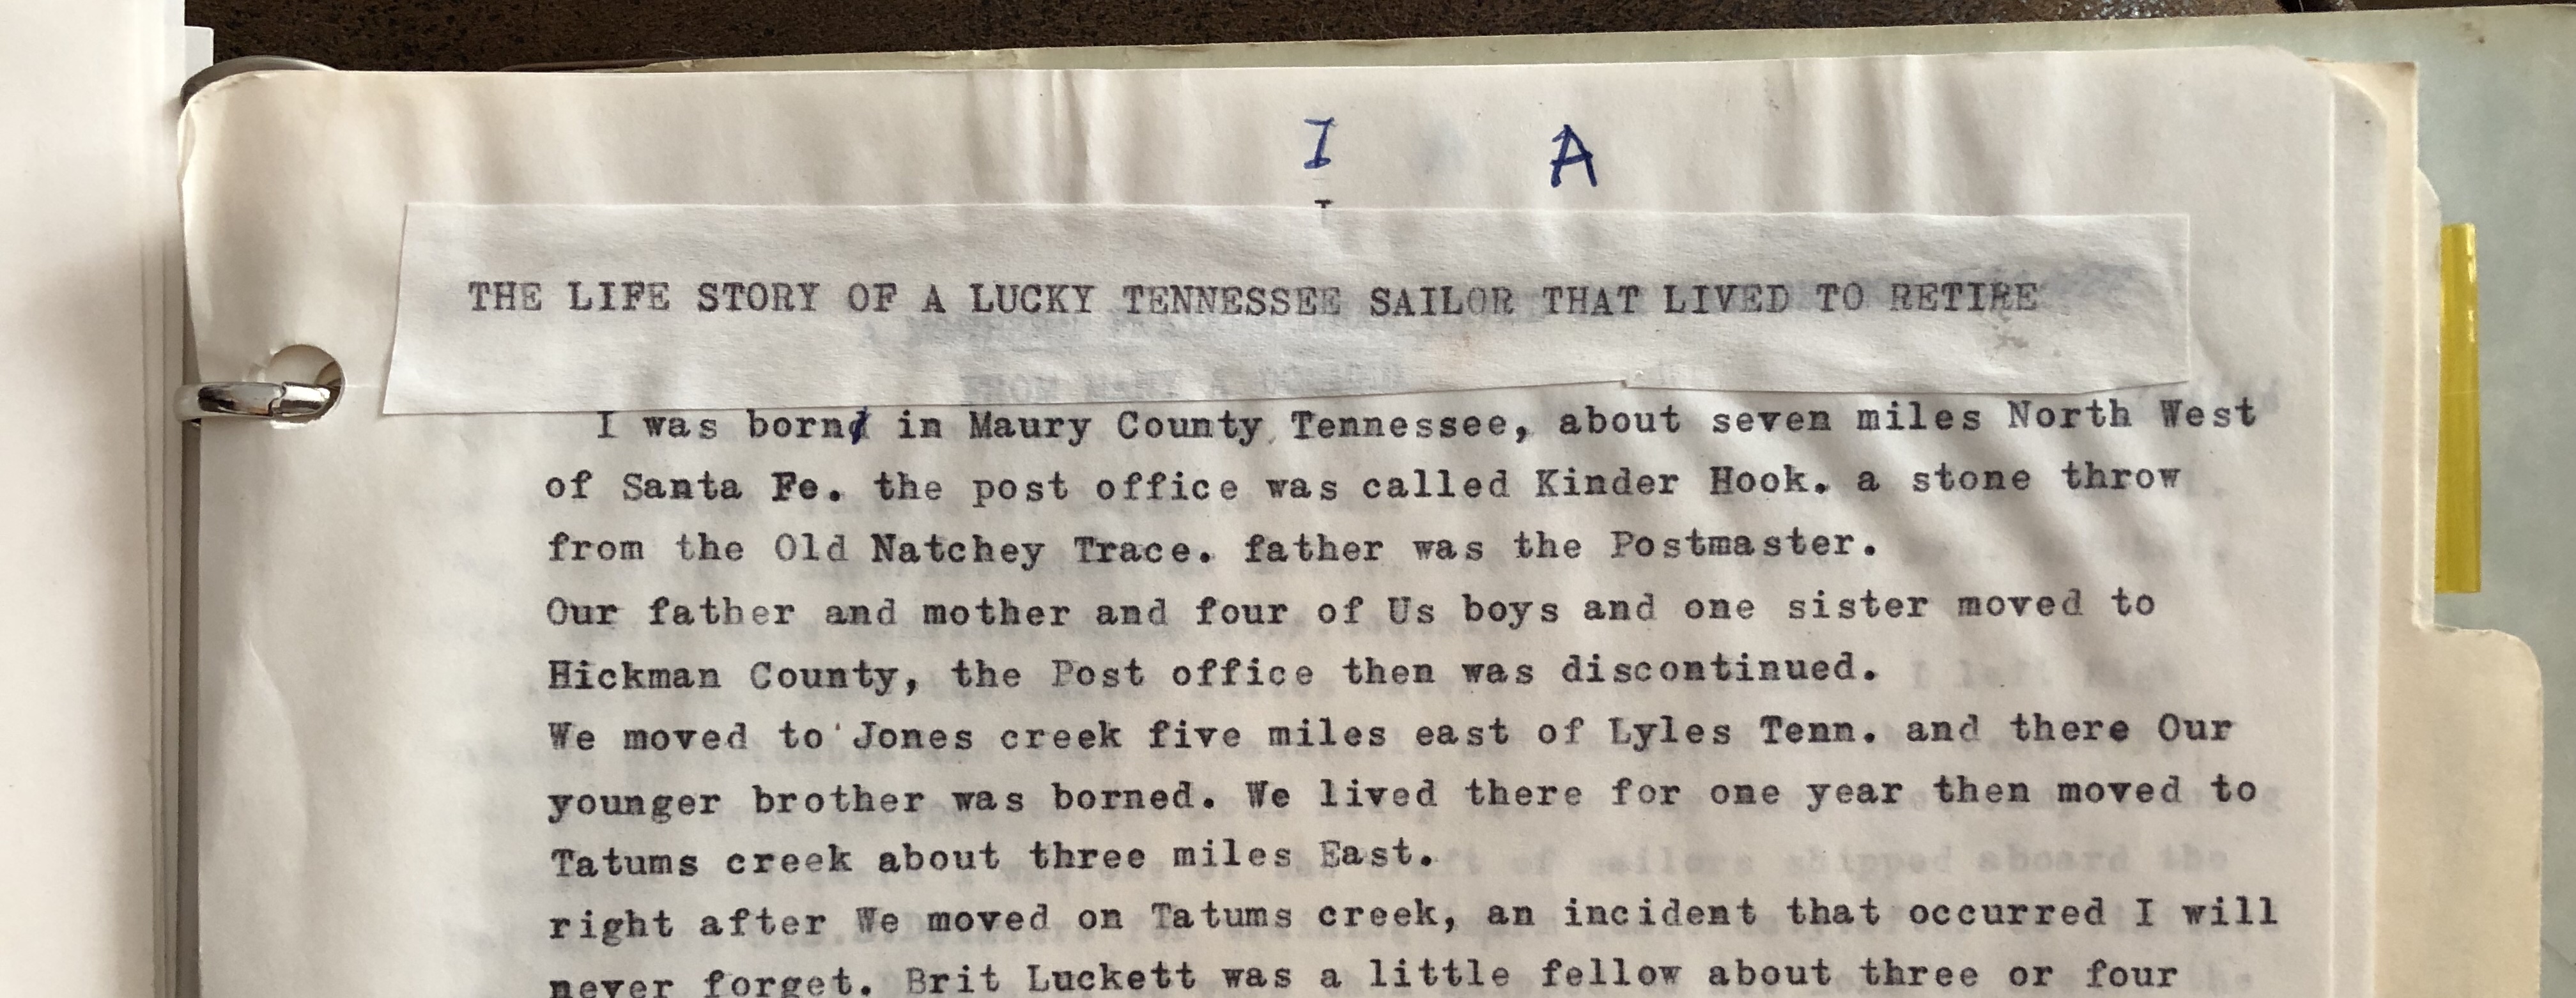 I A
THE LIFE STORY OF A LUCKY TENNESSEE SAILOR THAT LIVED TO RETIRE
I was born in Maury County, Tennessee, about seven miles North West
of Santa Fe. the post office was called Kinder Hook. a stone throw
from the Old Natchey Trace. father was the Postmaster.
Our father and mother and four of Us boys and one sister moved to
Hickman County, the Post office then was discontinued.
We moved to Jones creek five miles east of Lyles Tenn. and there Our
younger brother was borned. We lived there for one year then moved to
Tatums creek about three miles East.
right after We moved on Tatums creek, an incident that occurred I will
never forget. Brit Luckett was a little fellow about three or four